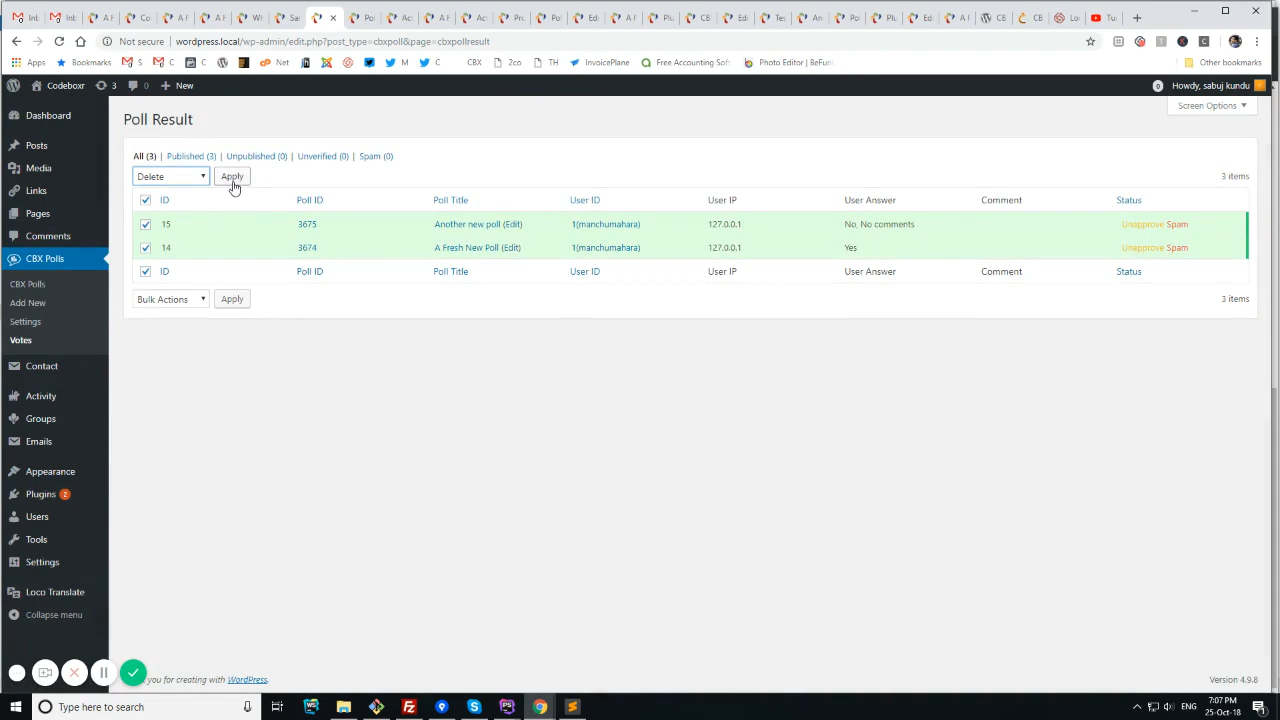 Not secure | wordpress.local/wp-admin/edit.php?post_type=cbxpoll&page=cbxpollresult
Apps Bookmarks S C C Net M C CBX 2co TH InvoicePlane Free Accounting Soft Photo Editor | BeFun Other bookmarks
Codeboxr 3 0 New 0 Howdy, sabuj kundu
Screen Options
Dashboard
Posts
Media
Links
Pages
Comments
CBX Polls
CBX Polls
Add New
Settings
Votes
Contact
Activity
Groups
Emails
Appearance
Plugins 2
Users
Tools
Settings
Loco Translate
Collapse menu
Poll Result
All (3) | Published (3) | Unpublished (0) | Unverified (0) | Spam (0)
Delete Apply 3 items
ID Poll ID Poll Title User ID User IP User Answer Comment Status
15 3675 Another new poll (Edit) 1(manchumahara) 127.0.0.1 No, No comments Unapprove Spam
14 3674 A Fresh New Poll (Edit) 1(manchumahara) 127.0.0.1 Yes Unapprove Spam
ID Poll ID Poll Title User ID User IP User Answer Comment Status
Bulk Actions Apply 3 items
you for creating with WordPress. Version 4.9.8
Type here to search ENG 7:07 PM
25-Oct-18